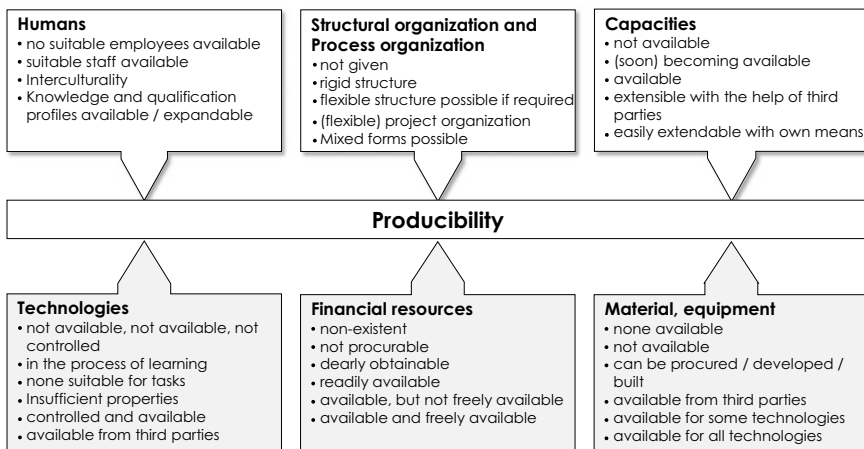 Humans
• no suitable employees available
• suitable staff available
• Interculturality
• Knowledge and qualification
profiles available / expandable
Structural organization and
Process organization
• not given
• rigid structure
• flexible structure possible if required
• (flexible) project organization
• Mixed forms possible
Capacities
• not available
• (soon) becoming available
• available
• extensible with the help of third
parties
• easily extendable with own means
Producibility
Technologies
• not available, not available, not
controlled
• in the process of learning
• none suitable for tasks
• Insufficient properties
• controlled and available
• available from third parties
Financial resources
• non-existent
• not procurable
• dearly obtainable
• readily available
• available, but not freely available
• available and freely available
Material, equipment
• none available
• not available
• can be procured / developed /
built
• available from third parties
• available for some technologies
• available for all technologies